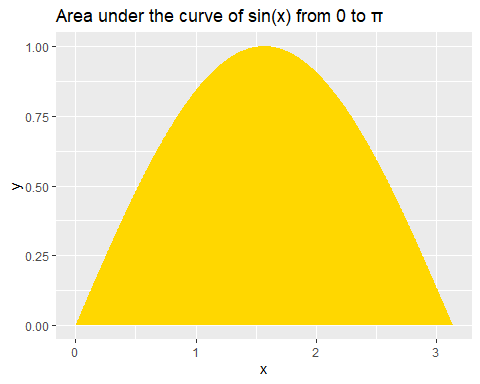 Area under the curve of sin(x) from 0 to π
1.00
0.75
y
0.50
0.25
0.00
0 1 2 3
x